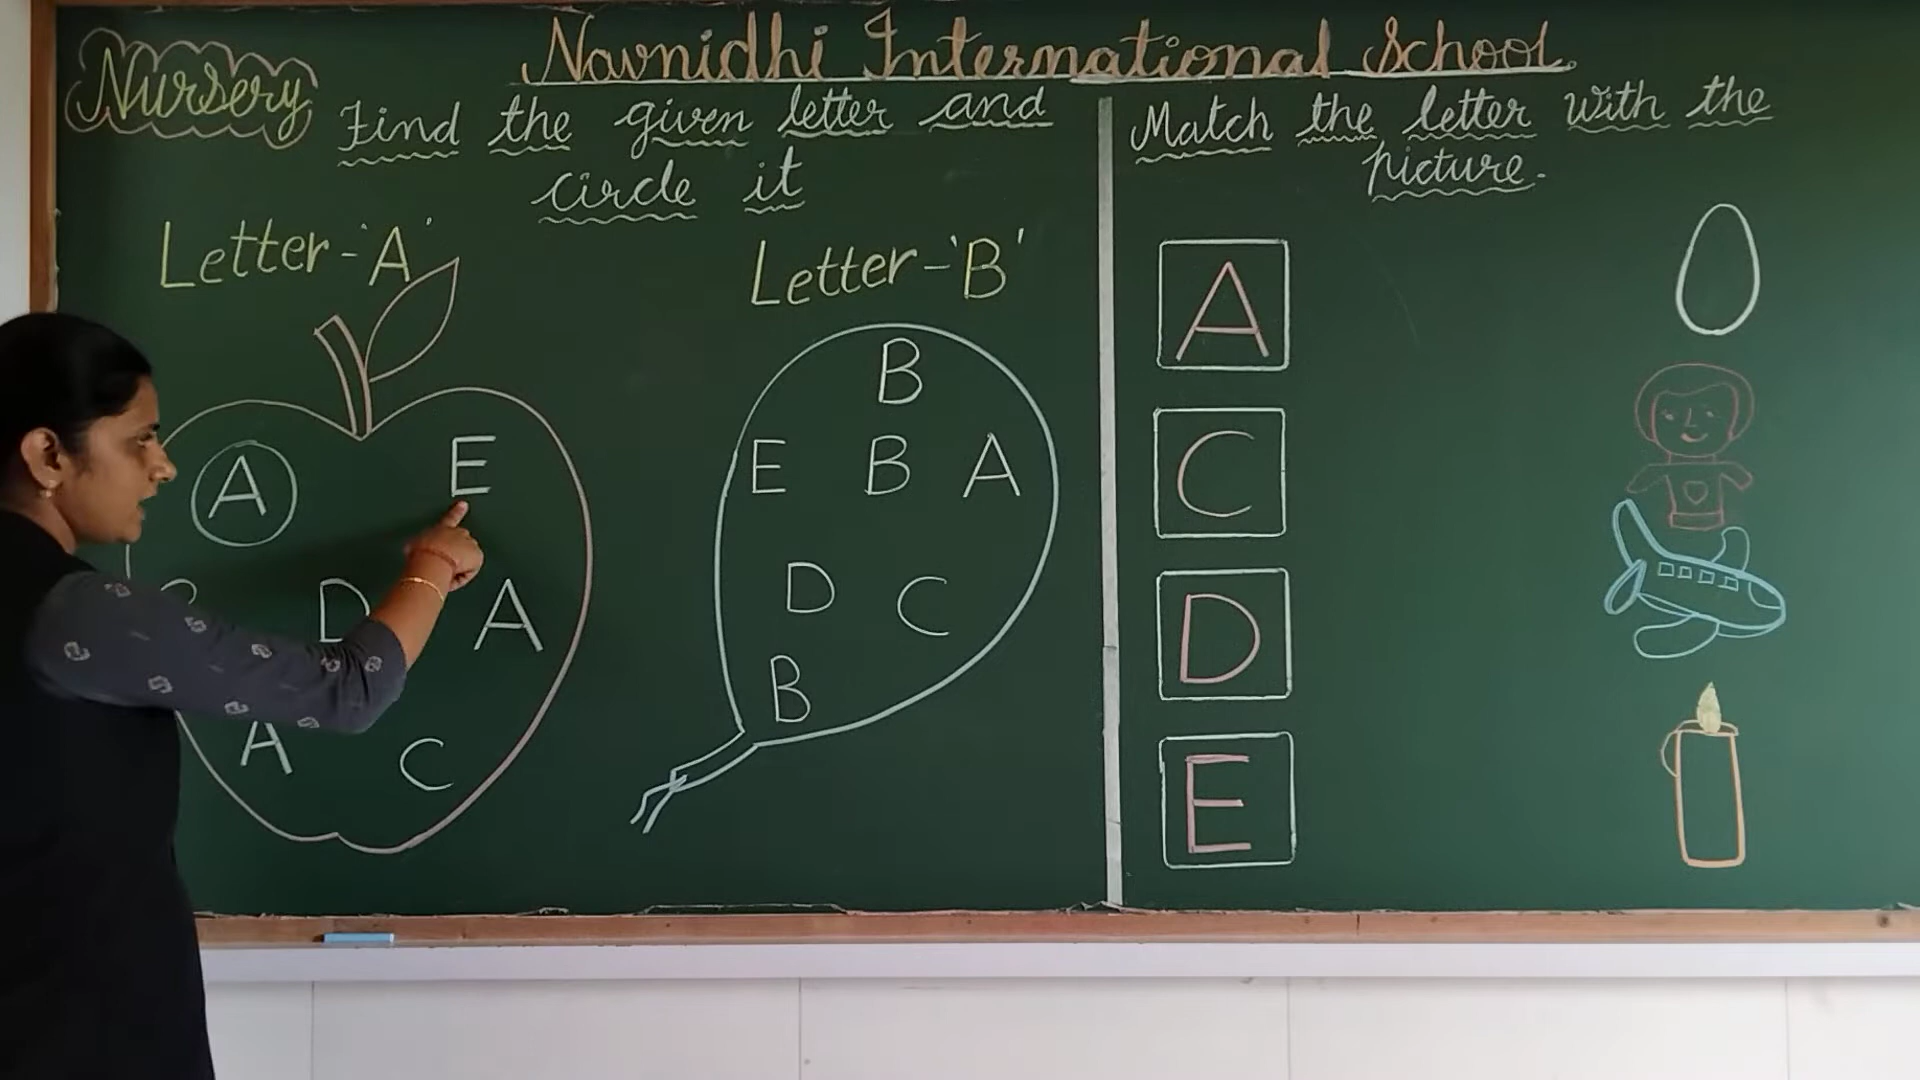 Navnidhi International School.
Nursery
Find the given letter and
circle it
Letter-'A'
A E
D A
A C
Letter-'B'
B
E B A
D C
B
Match the letter with the
picture.
A
C
D
E